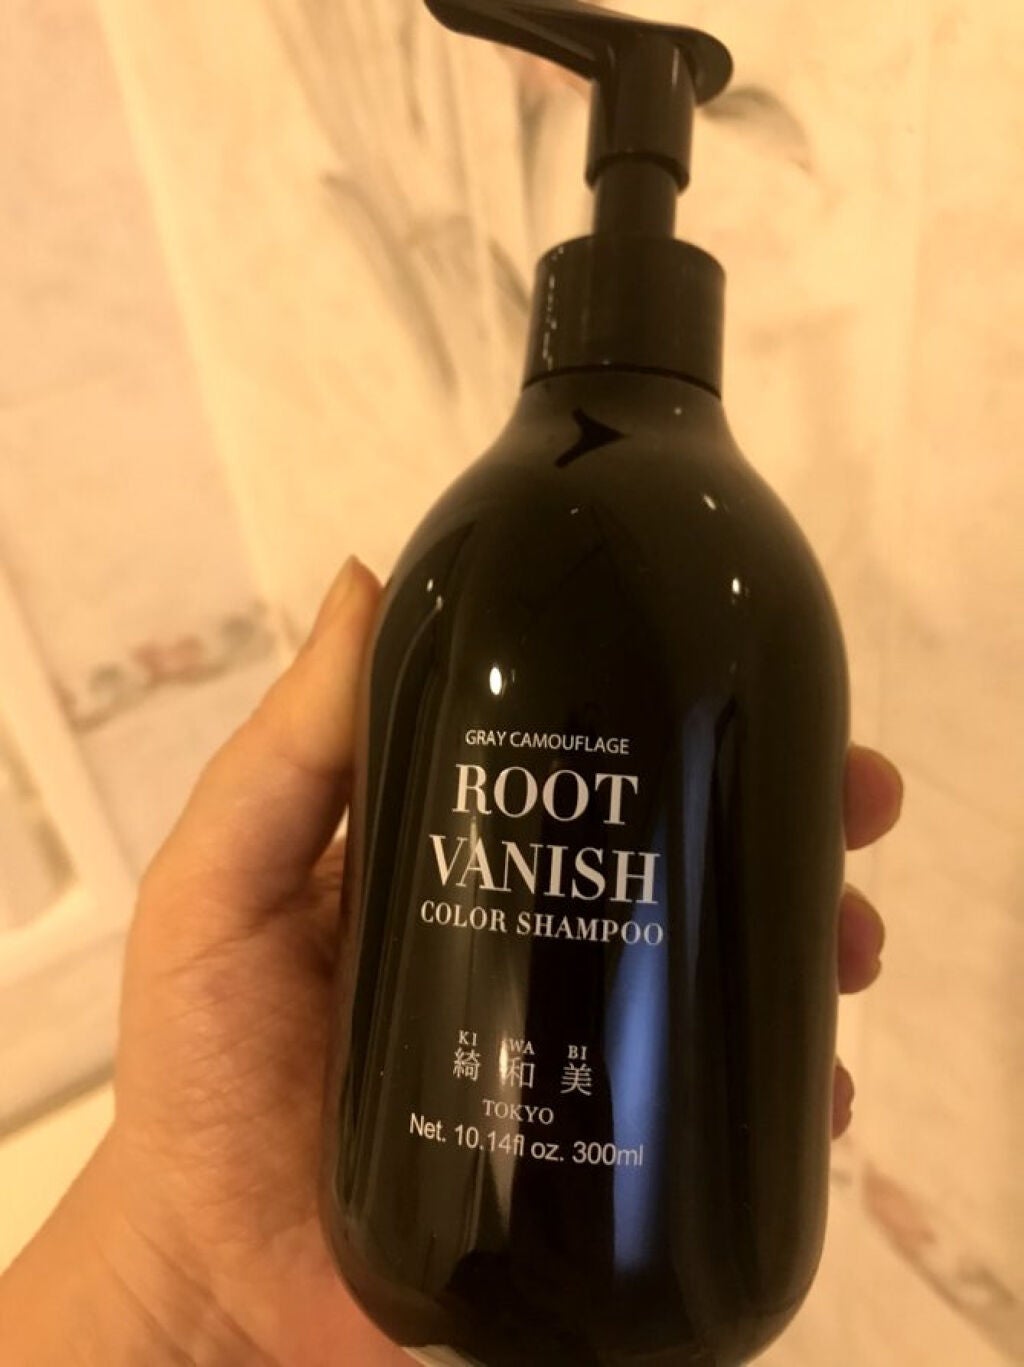 GRAY CAMOUFLAGE
ROOT
VANISH
COLOR SHAMPOO
KI WA BI
綺和美
TOKYO
Net. 10.14fl oz. 300ml